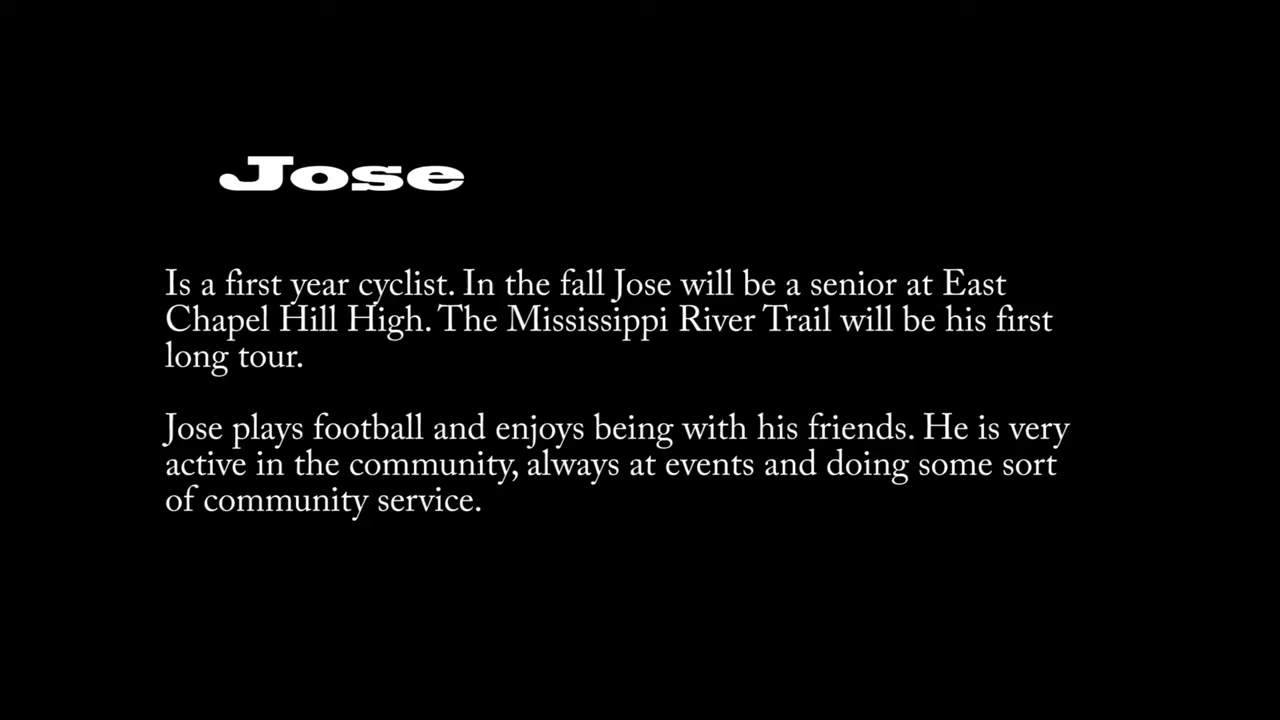 Jose
Is a first year cyclist. In the fall Jose will be a senior at East
Chapel Hill High. The Mississippi River Trail will be his first
long tour.
Jose plays football and enjoys being with his friends. He is very
active in the community, always at events and doing some sort
of community service.